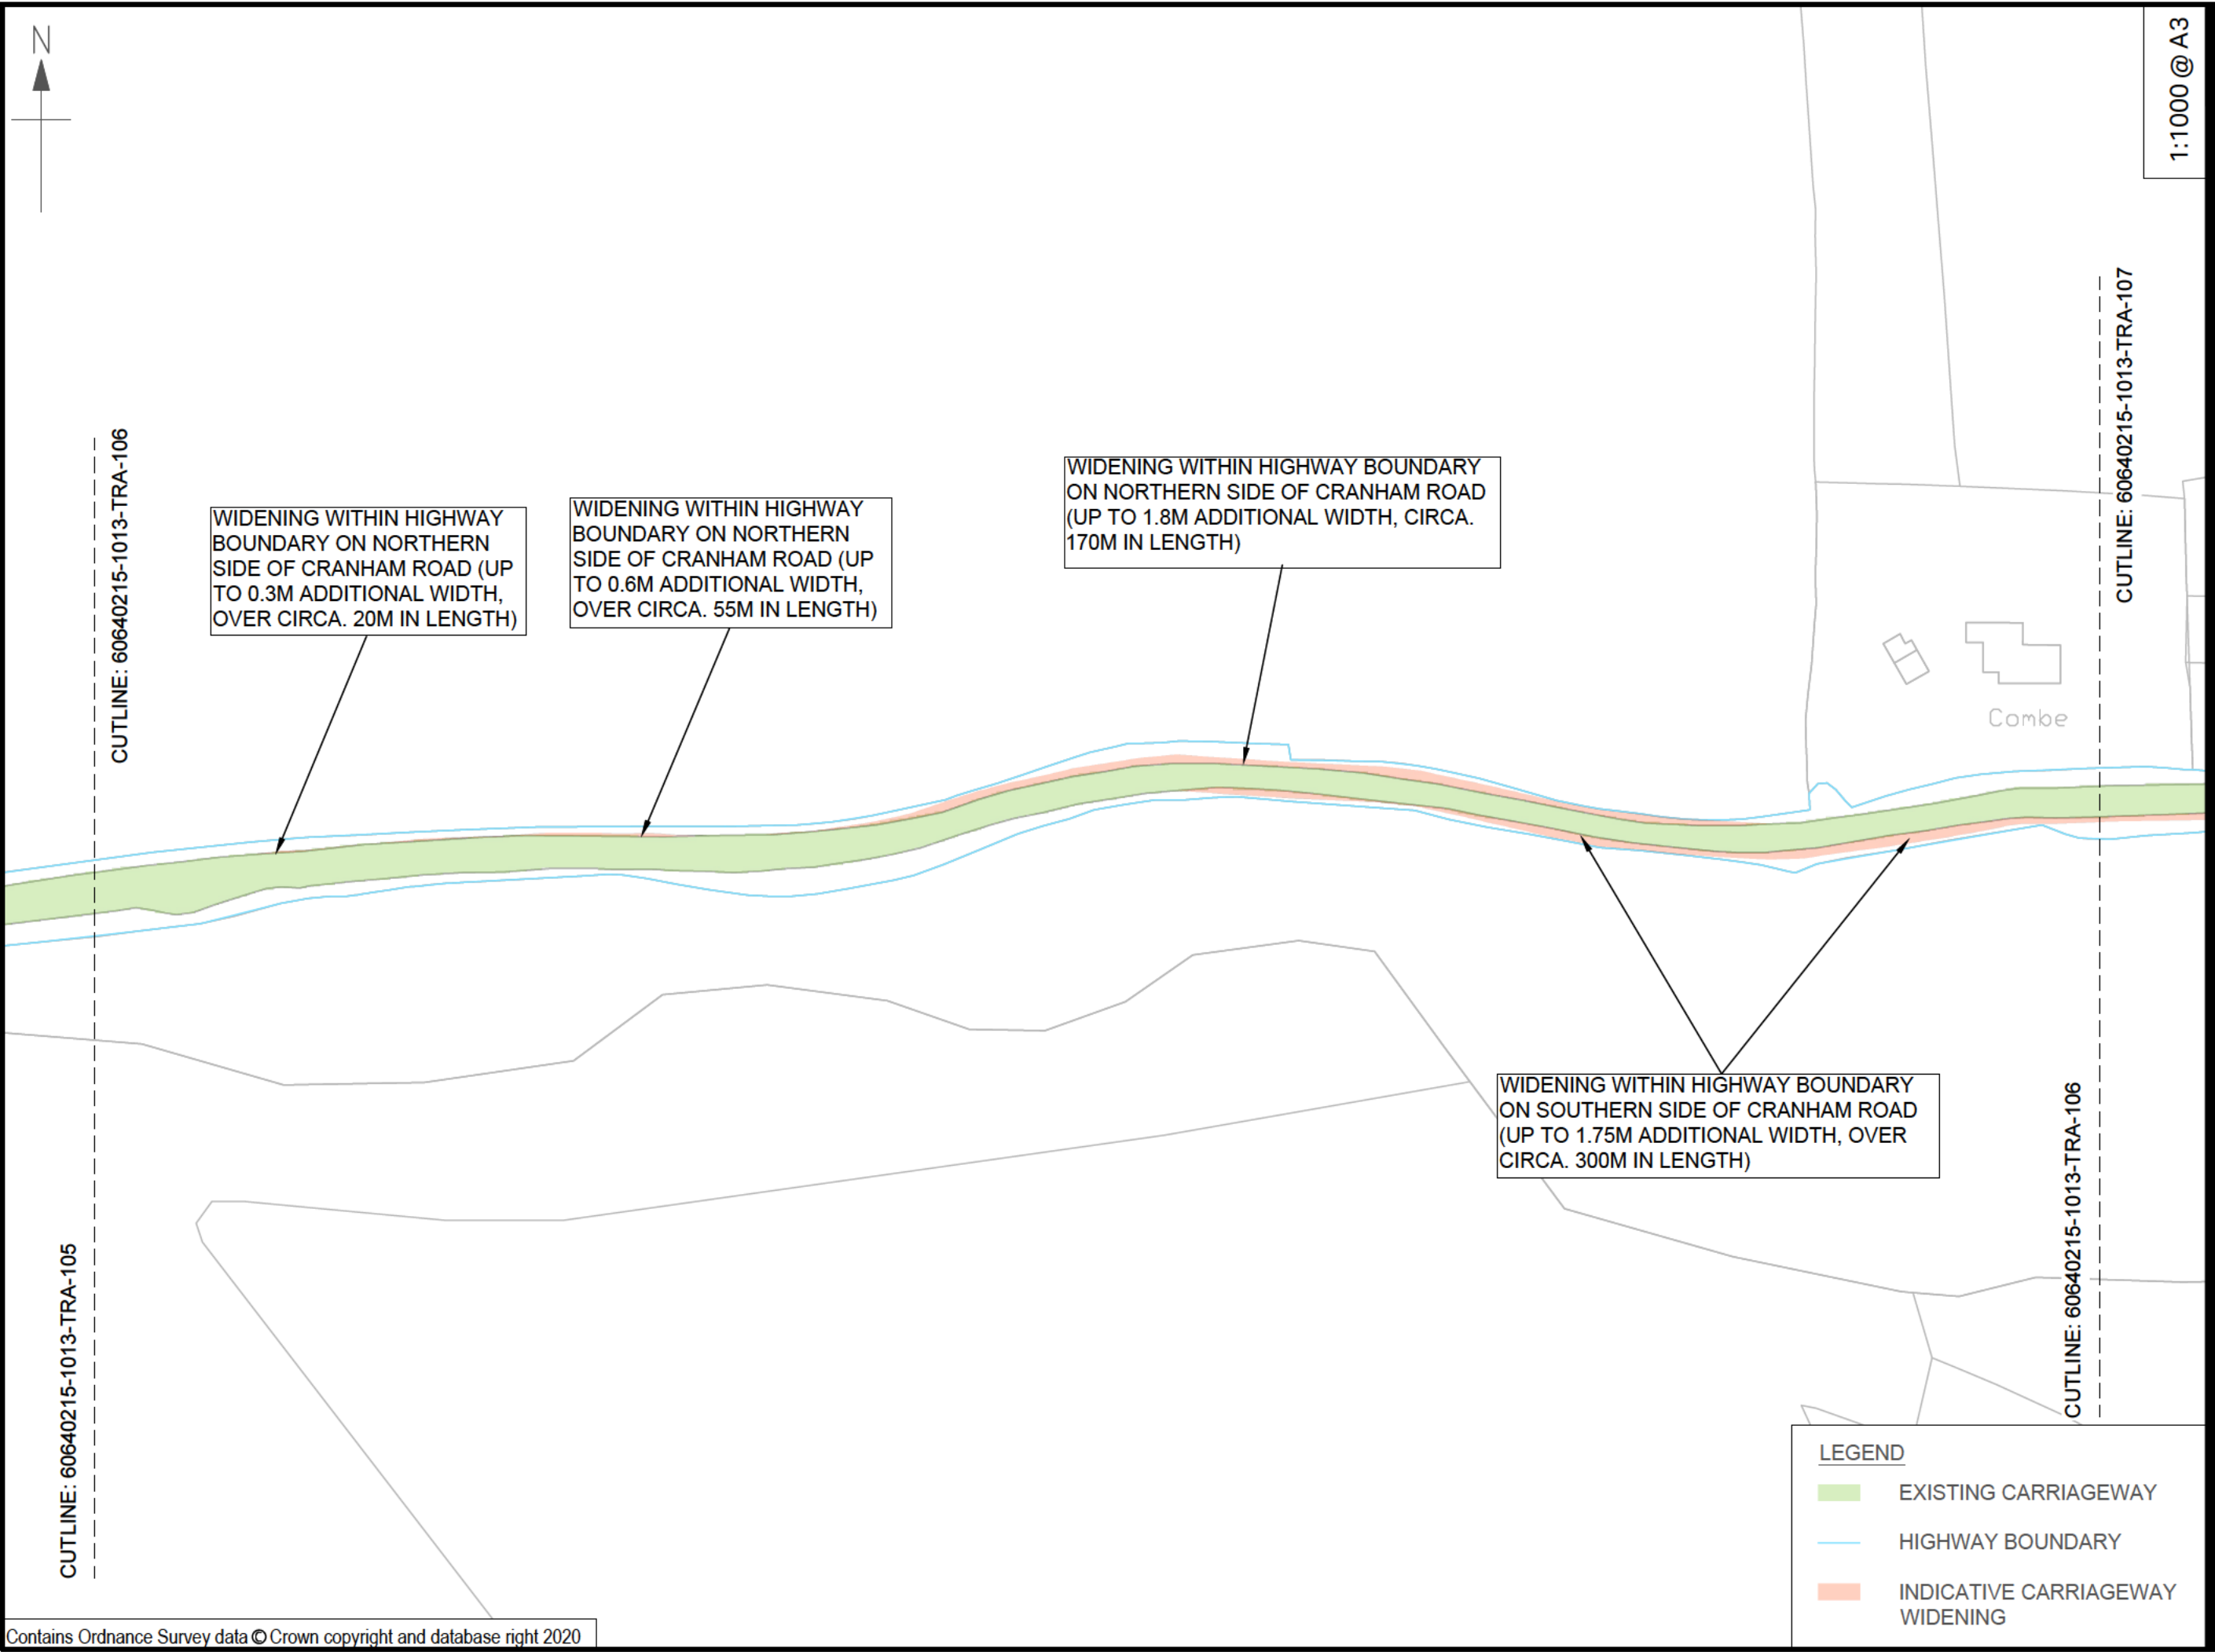 N
1:1000 @ A3
CUTLINE: 60640215-1013-TRA-106
CUTLINE: 60640215-1013-TRA-107
WIDENING WITHIN HIGHWAY
BOUNDARY ON NORTHERN
SIDE OF CRANHAM ROAD (UP
TO 0.3M ADDITIONAL WIDTH,
OVER CIRCA. 20M IN LENGTH)
WIDENING WITHIN HIGHWAY
BOUNDARY ON NORTHERN
SIDE OF CRANHAM ROAD (UP
TO 0.6M ADDITIONAL WIDTH,
OVER CIRCA. 55M IN LENGTH)
WIDENING WITHIN HIGHWAY BOUNDARY
ON NORTHERN SIDE OF CRANHAM ROAD
(UP TO 1.8M ADDITIONAL WIDTH, CIRCA.
170M IN LENGTH)
Combe
WIDENING WITHIN HIGHWAY BOUNDARY
ON SOUTHERN SIDE OF CRANHAM ROAD
(UP TO 1.75M ADDITIONAL WIDTH, OVER
CIRCA. 300M IN LENGTH)
CUTLINE: 60640215-1013-TRA-105
CUTLINE: 60640215-1013-TRA-106
LEGEND
EXISTING CARRIAGEWAY
HIGHWAY BOUNDARY
INDICATIVE CARRIAGEWAY
WIDENING
Contains Ordnance Survey data © Crown copyright and database right 2020